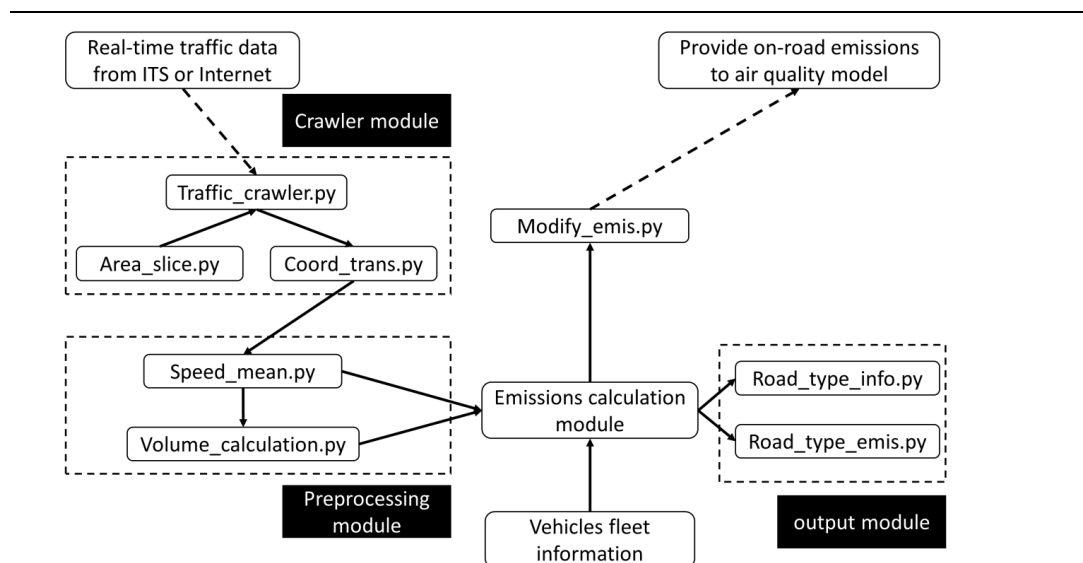 Real-time traffic data
from ITS or Internet
Provide on-road emissions
to air quality model
Crawler module
Traffic_crawler.py
Area_slice.py
Coord_trans.py
Modify_emis.py
Speed_mean.py
Volume_calculation.py
Emissions calculation
module
Road_type_info.py
Road_type_emis.py
Preprocessing
module
Vehicles fleet
information
output module